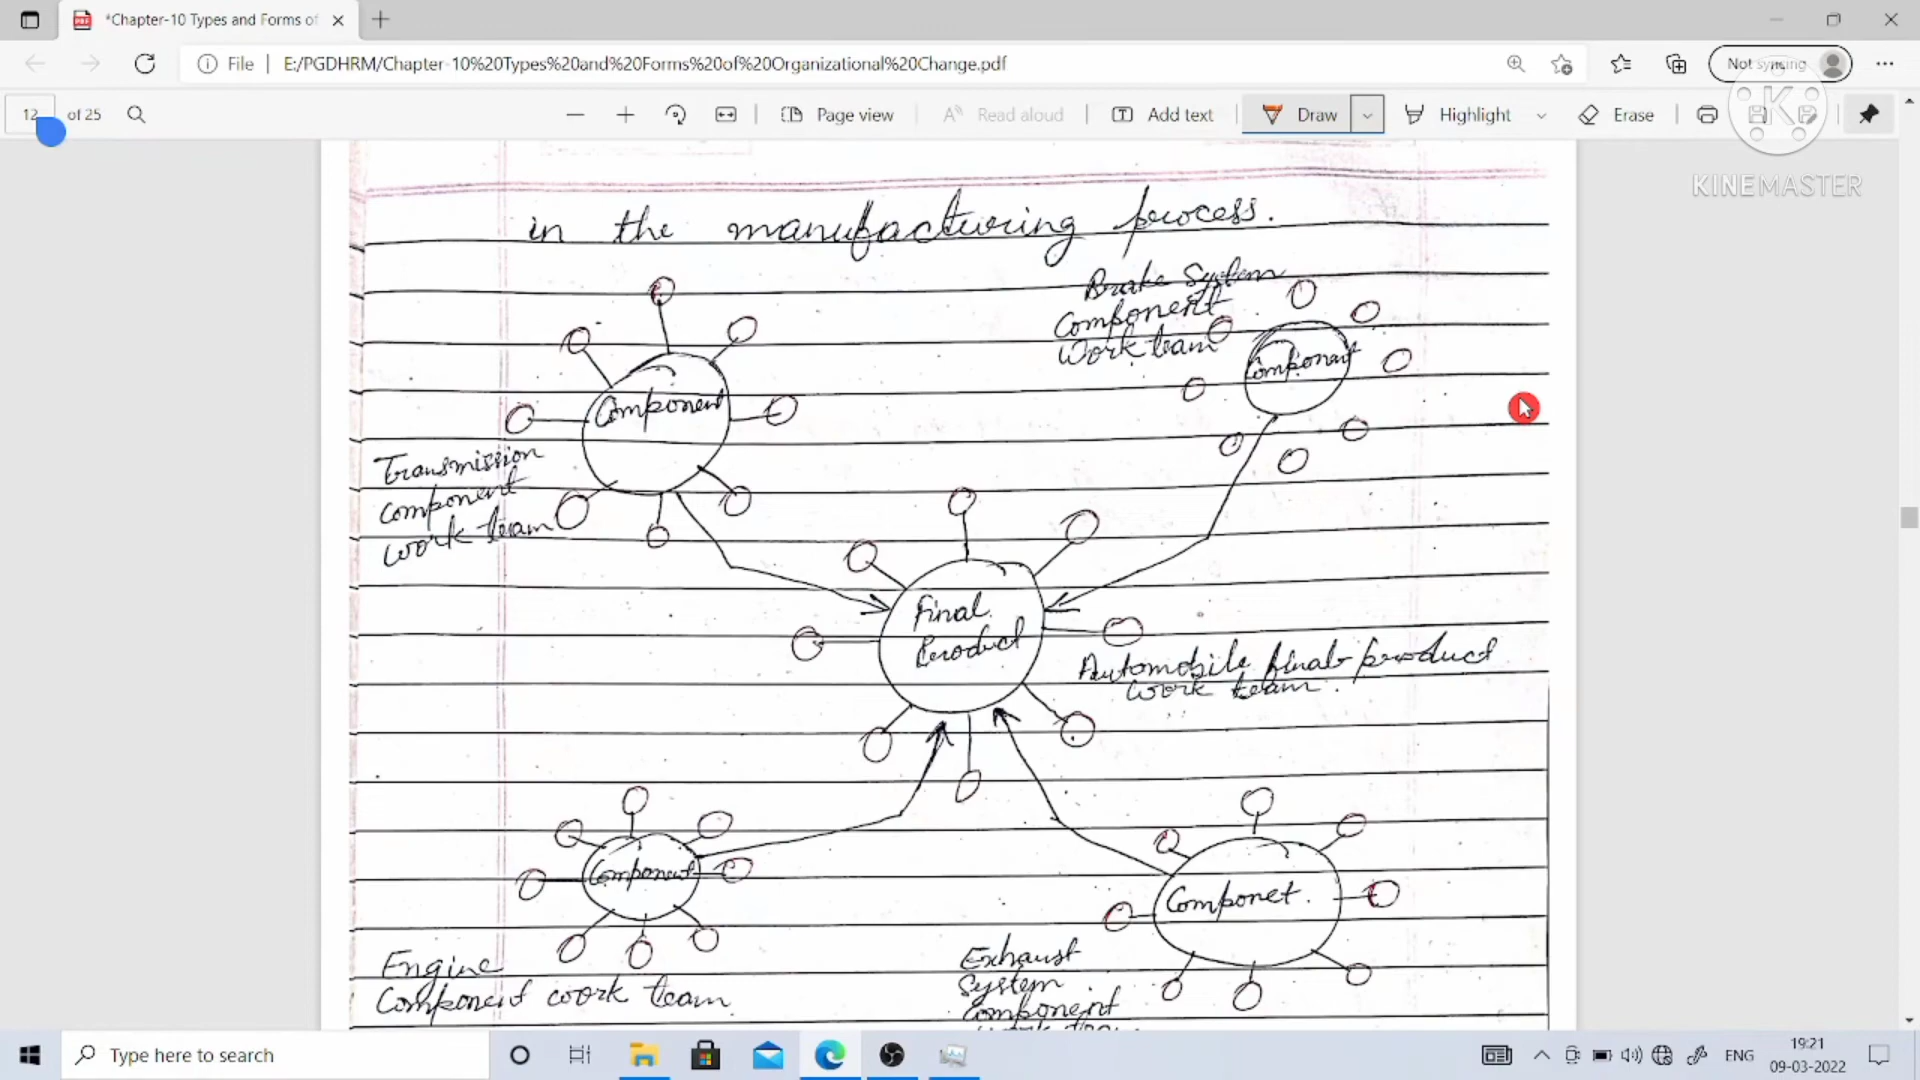 *Chapter-10 Types and Forms of
File
E:/PGDHRM/Chapter-10%20Types%20and%20Forms%20of%20Organizational%20Change.pdf
Not syncing
12 of 25
Page view
Read aloud
Add text
Draw
Highlight
Erase
KINEMASTER
in the manufacturing process.
Brake System
Component
Work team
Component
Component
Transmission
component
work team
Final
Product
Automobile final product
work team.
Component
Componet.
Engine
Component work team
Exhaust
System
Component
Type here to search
ENG
19:21
09-03-2022